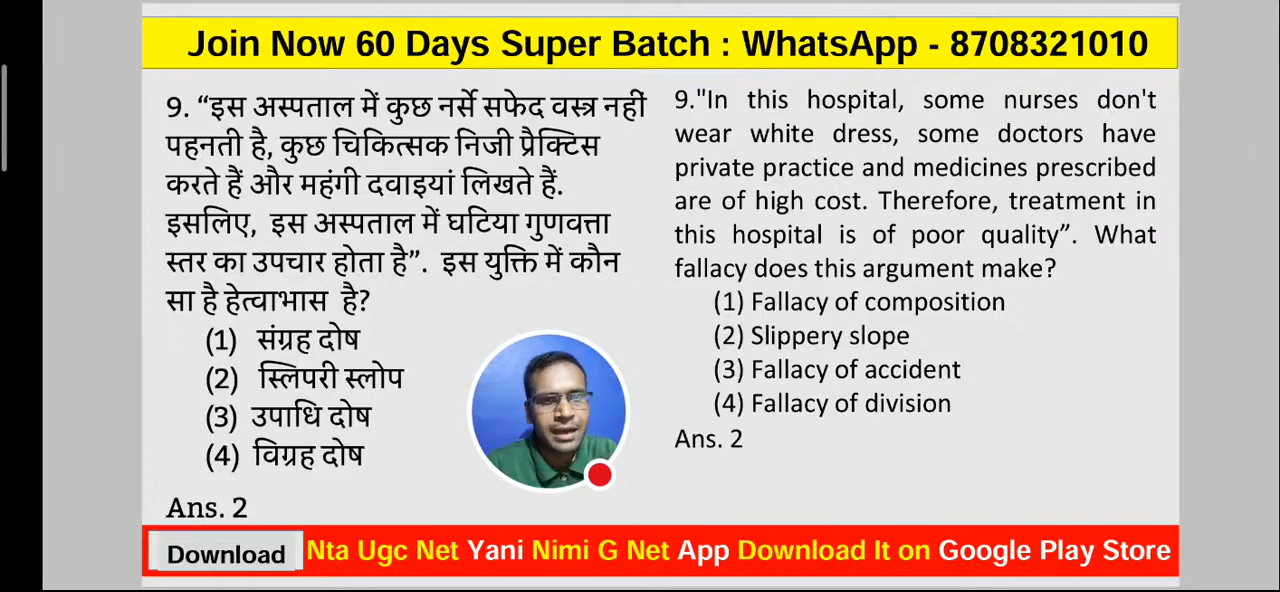 Join Now 60 Days Super Batch : WhatsApp - 8708321010
9. “इस अस्पताल में कुछ नर्से सफेद वस्त्र नहीं
पहनती है, कुछ चिकित्सक निजी प्रैक्टिस
करते हैं और महंगी दवाइयां लिखते हैं.
इसलिए, इस अस्पताल में घटिया गुणवत्ता
स्तर का उपचार होता है”. इस युक्ति में कौन
सा है हेत्वाभास है?
(1) संग्रह दोष
(2) स्लिपरी स्लोप
(3) उपाधि दोष
(4) विग्रह दोष
Ans. 2
9."In this hospital, some nurses don't
wear white dress, some doctors have
private practice and medicines prescribed
are of high cost. Therefore, treatment in
this hospital is of poor quality”. What
fallacy does this argument make?
(1) Fallacy of composition
(2) Slippery slope
(3) Fallacy of accident
(4) Fallacy of division
Ans. 2
Download Nta Ugc Net Yani Nimi G Net App Download It on Google Play Store